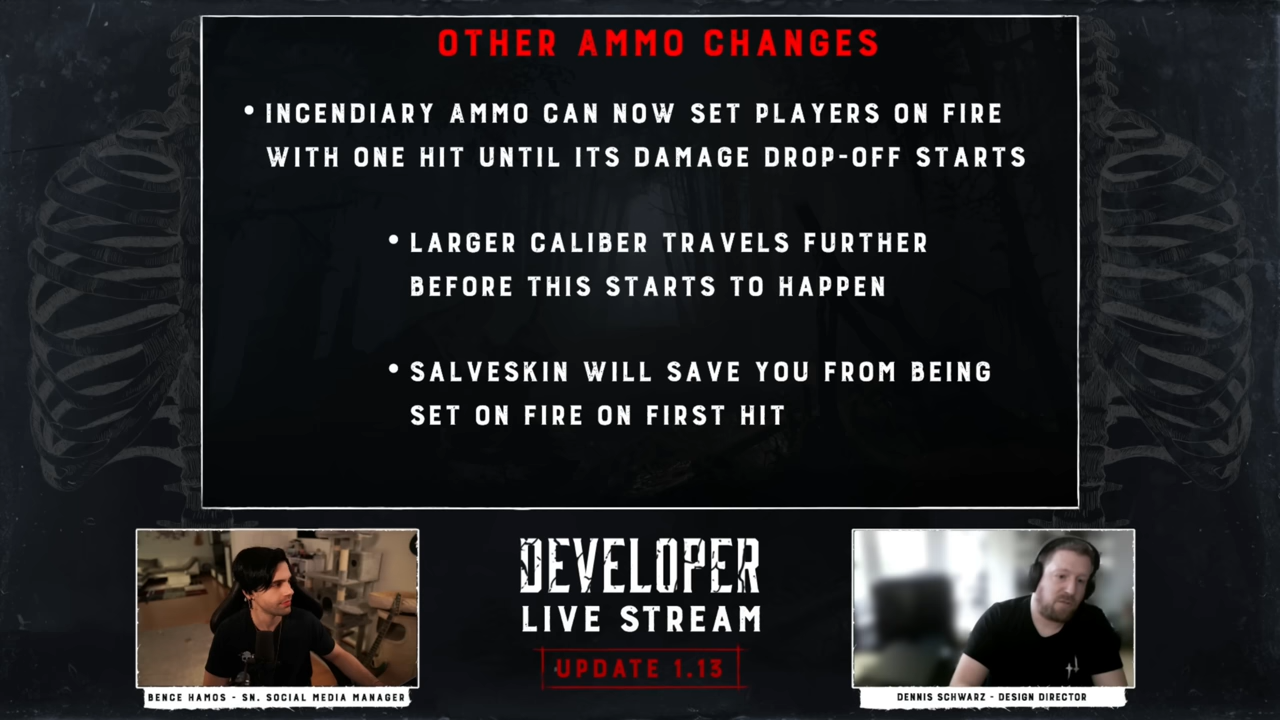 OTHER AMMO CHANGES
• INCENDIARY AMMO CAN NOW SET PLAYERS ON FIRE
WITH ONE HIT UNTIL ITS DAMAGE DROP-OFF STARTS
• LARGER CALIBER TRAVELS FURTHER
BEFORE THIS STARTS TO HAPPEN
• SALVESKIN WILL SAVE YOU FROM BEING
SET ON FIRE ON FIRST HIT
DEVELOPER
LIVE STREAM
UPDATE 1.13
BENCE HAMOS - SN. SOCIAL MEDIA MANAGER
DENNIS SCHWARZ - DESIGN DIRECTOR